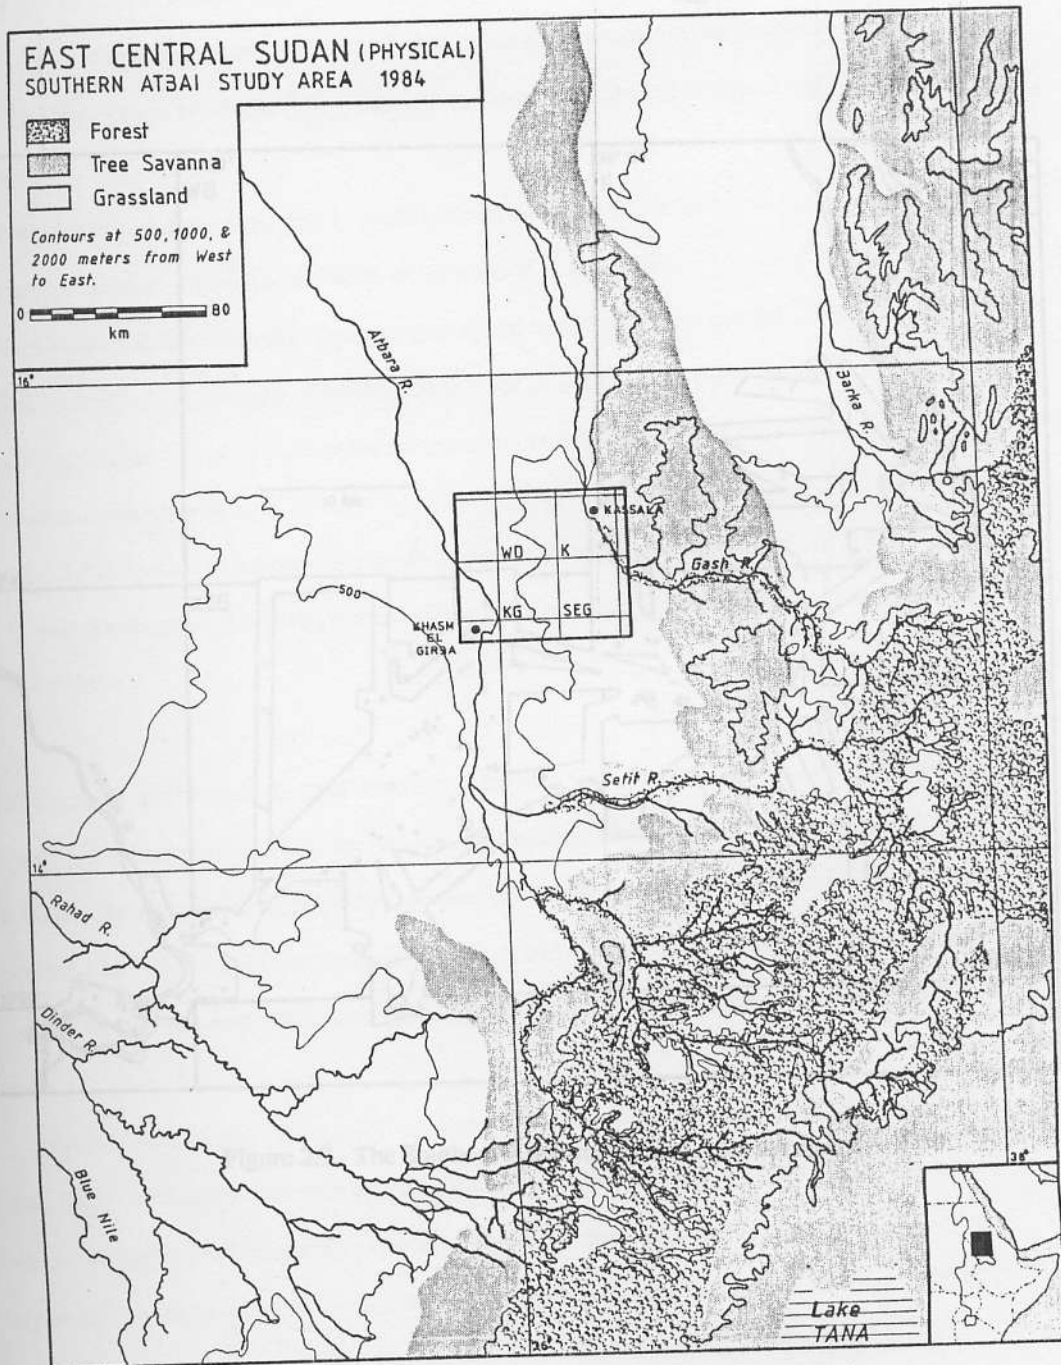 EAST CENTRAL SUDAN (PHYSICAL)
SOUTHERN ATBAI STUDY AREA 1984
Forest
Tree Savanna
Grassland
Contours at 500, 1000, &
2000 meters from West
to East.
0 80
km
Atbara R.
16°
Barka R.
KASSALA
WD K
Gash R.
500
KG SEG
KHASM
EL
GIRBA
Setit R.
14°
Rahad R.
Dinder R.
Blue Nile
38°
Lake
TANA